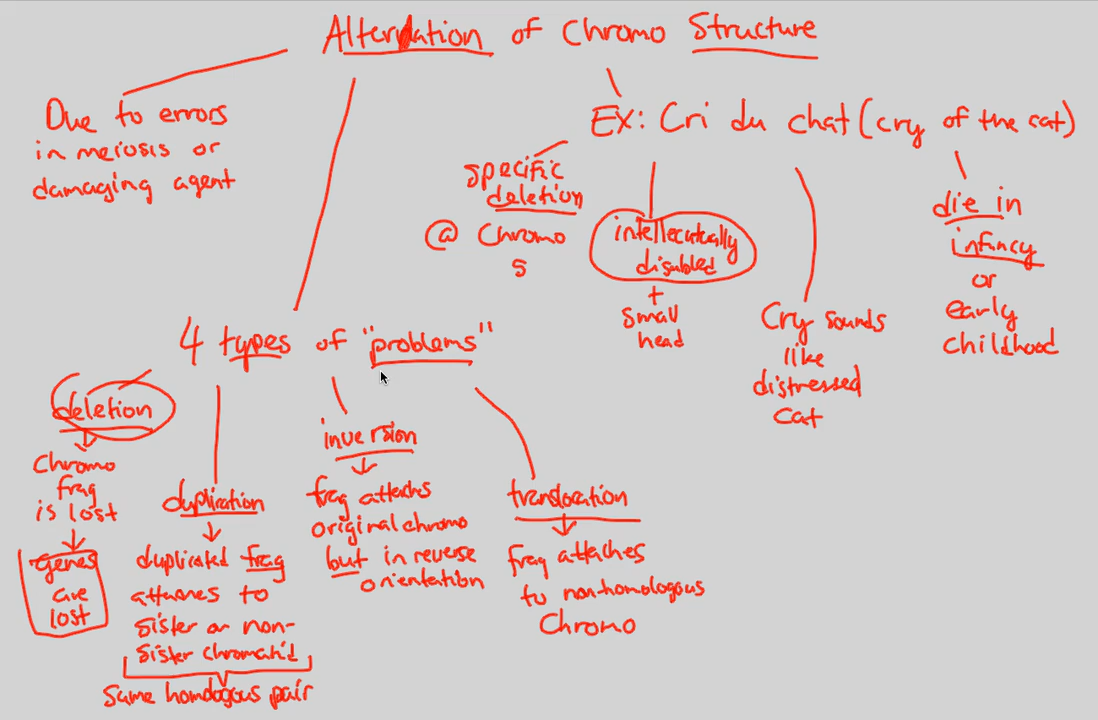 Alteration of Chromo Structure
Due to errors
in meiosis or
damaging agent
EX: Cri du chat (cry of the cat)
specific
deletion
@ Chromo
5
intellecutally
disabled
+
small
head
Cry sounds
like
distressed
cat
die in
infancy
or
early
childhood
4 types of "problems"
deletion
Chromo
frag
is lost
genes
are
lost
duplication
duplicated frag
attaches to
sister or non-
sister chromatid
same homologous pair
inversion
frag attaches
original chromo
but in reverse
orientation
translocation
frag attaches
to nonhomologous
Chromo